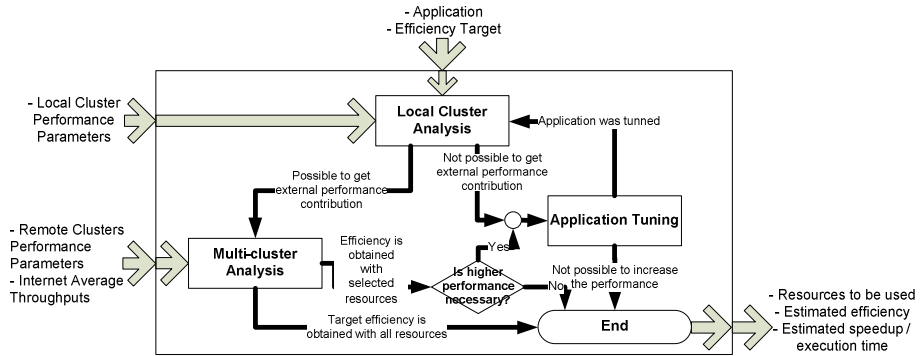 - Application
- Efficiency Target
- Local Cluster
Performance
Parameters
Local Cluster
Analysis
Application was tunned
Not possible to get
external performance
contribution
Possible to get
external performance
contribution
Application Tuning
- Remote Clusters
Performance
Parameters
- Internet Average
Throughputs
Multi-cluster
Analysis
Efficiency is
obtained
with
selected
resources
Yes
Is higher
performance
necessary?
No
Not possible to increase
the performance
Target efficiency is
obtained with all resources
End
- Resources to be used
- Estimated efficiency
- Estimated speedup /
execution time